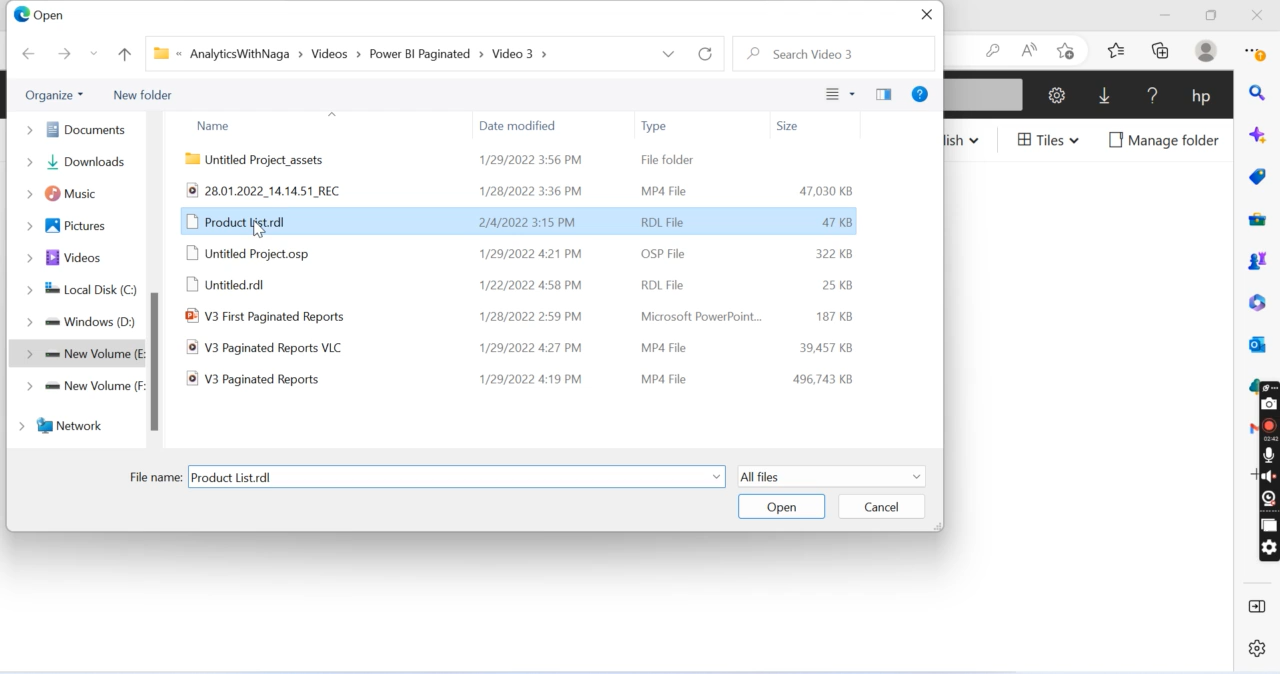 Open
« AnalyticsWithNaga > Videos > Power BI Paginated > Video 3 >
Search Video 3
Organize
New folder
hp
lish
Tiles
Manage folder
Name Date modified Type Size
Documents
Downloads
Music
Pictures
Videos
Local Disk (C:)
Windows (D:)
New Volume (E:
New Volume (F:
Network
Untitled Project_assets 1/29/2022 3:56 PM File folder
28.01.2022_14.14.51_REC 1/28/2022 3:36 PM MP4 File 47,030 KB
Product List.rdl 2/4/2022 3:15 PM RDL File 47 KB
Untitled Project.osp 1/29/2022 4:21 PM OSP File 322 KB
Untitled.rdl 1/22/2022 4:58 PM RDL File 25 KB
V3 First Paginated Reports 1/28/2022 2:59 PM Microsoft PowerPoint... 187 KB
V3 Paginated Reports VLC 1/29/2022 4:27 PM MP4 File 39,457 KB
V3 Paginated Reports 1/29/2022 4:19 PM MP4 File 496,743 KB
File name: Product List.rdl
All files
Open
Cancel
02:42